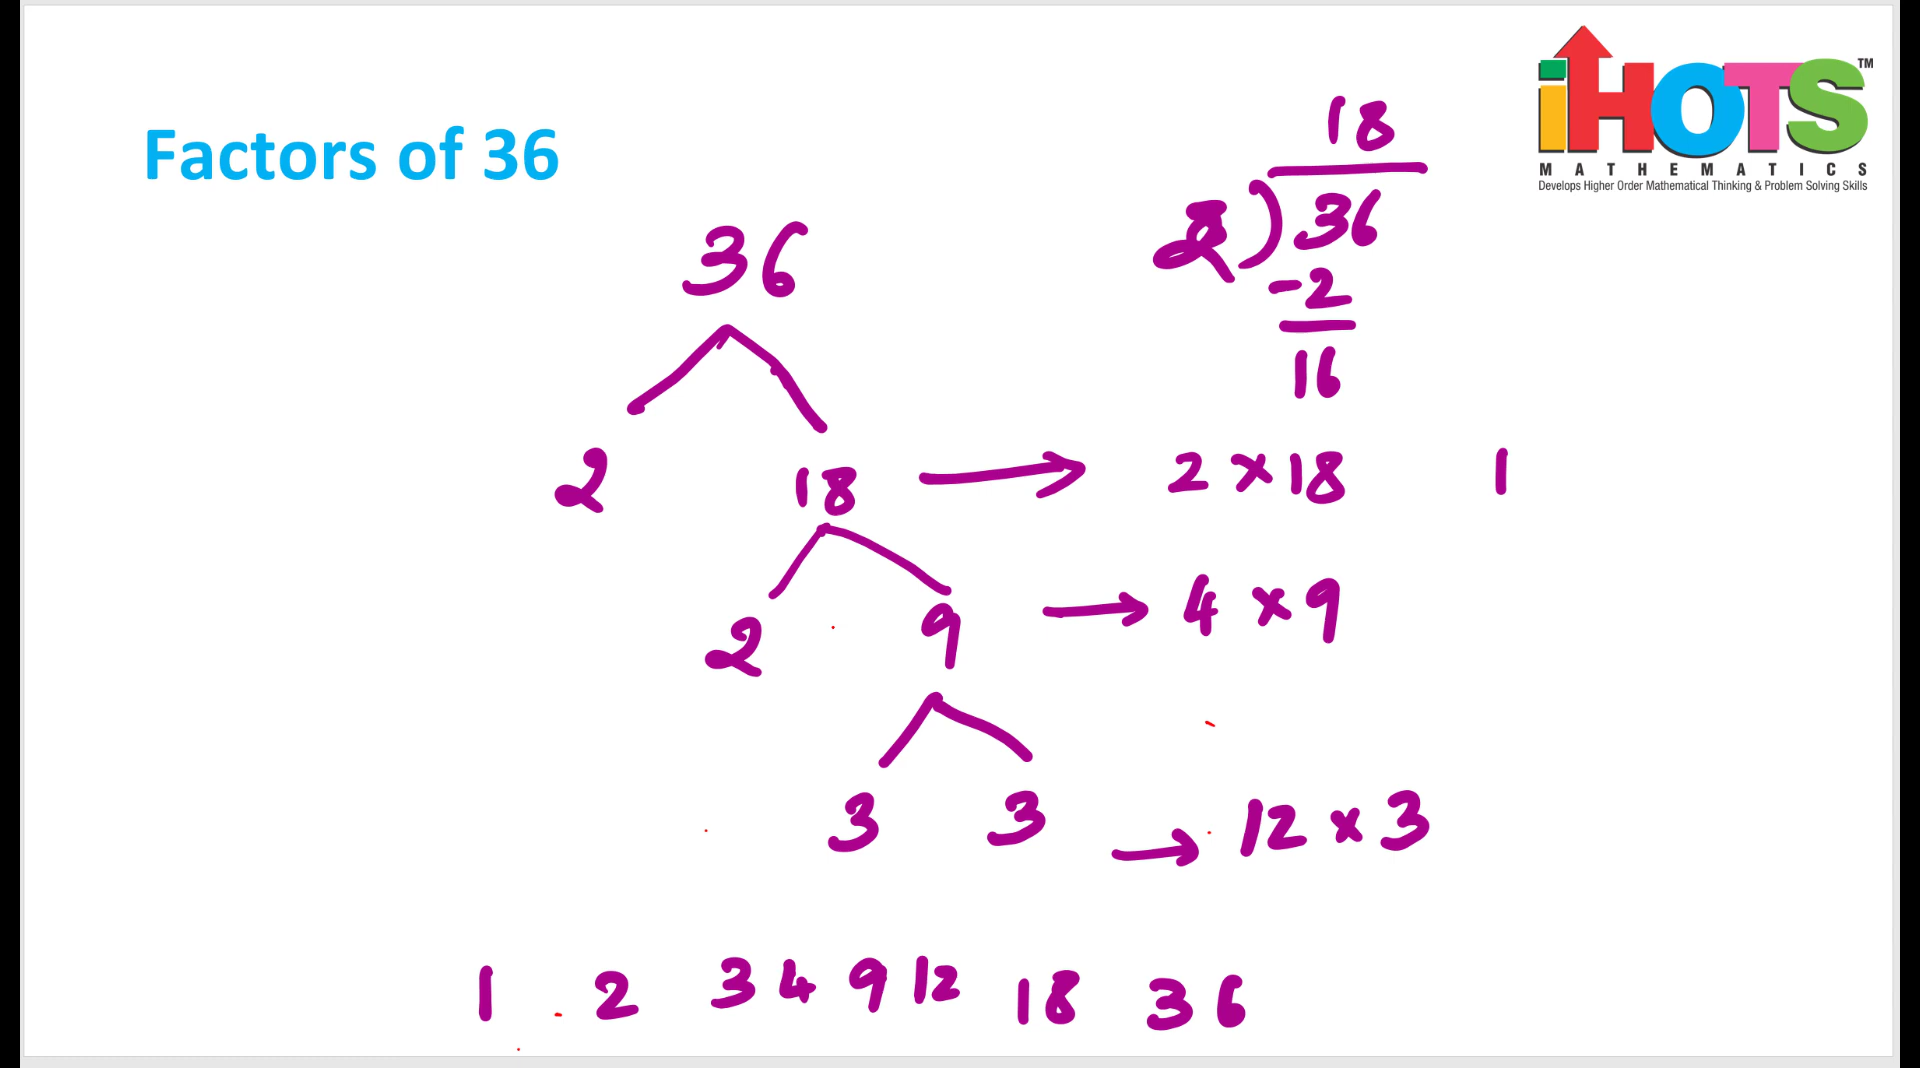 iHOTS™
MATHEMATICS
Develops Higher Order Mathematical Thinking & Problem Solving Skills
Factors of 36
18
2) 36
-2
16
36
2 18 → 2 × 18 1
2 9 → 4 × 9
3 3 → 12 × 3
1 2 3 4 9 12 18 36